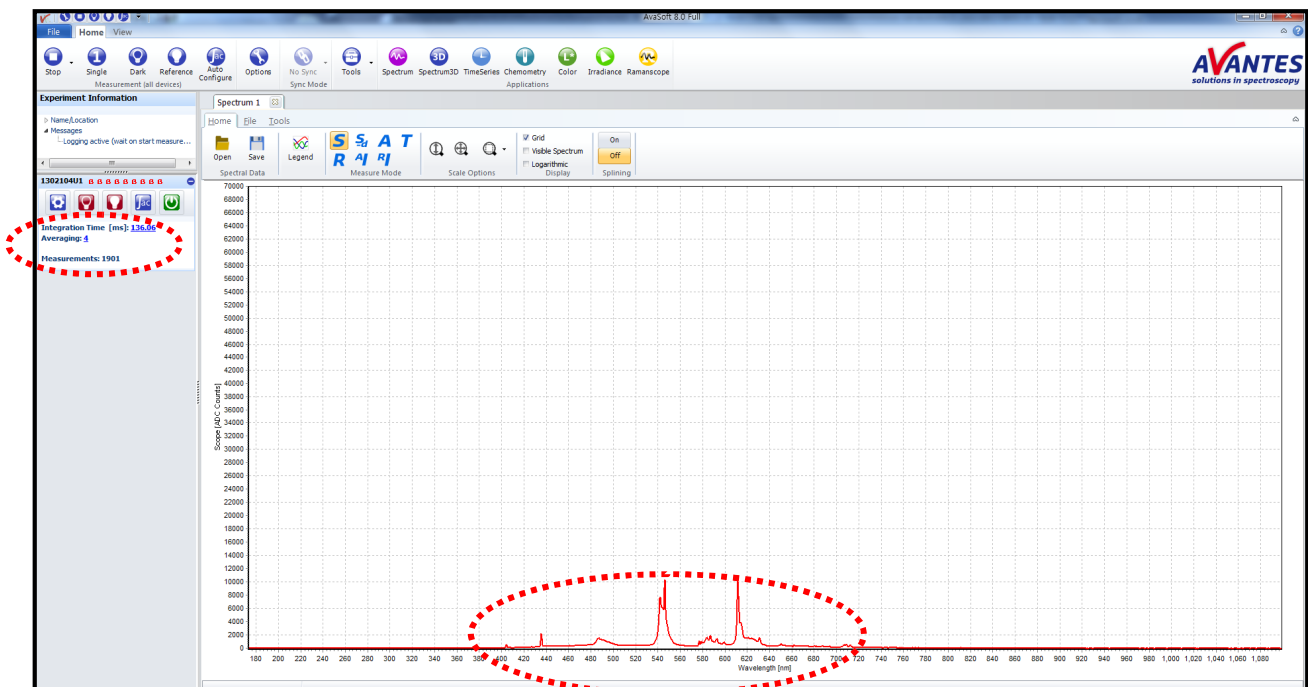 AvaSoft 8.0 Full
File Home View
Stop Single Dark Reference Auto Configure Options No Sync Tools Spectrum Spectrum3D TimeSeries Chemometry Color Irradiance Ramanscope
Measurement (all devices) Sync Mode Applications
AVANTES
solutions in spectroscopy
Experiment Information
Name/Location
Messages
Logging active (wait on start measure...
1302104U1
Integration Time [ms]: 136.06
Averaging: 4
Measurements: 1901
Spectrum 1
Home File Tools
Open Save Legend
S A T
R AI RI
Grid
Visible Spectrum
Logarithmic
On
Off
Spectral Data Measure Mode Scale Options Display Splining
70000
68000
66000
64000
62000
60000
58000
56000
54000
52000
50000
48000
46000
44000
42000
40000
38000
36000
34000
32000
30000
28000
26000
24000
22000
20000
18000
16000
14000
12000
10000
8000
6000
4000
2000
0
Scope [ADC Counts]
180 200 220 240 260 280 300 320 340 360 380 400 420 440 460 480 500 520 540 560 580 600 620 640 660 680 700 720 740 760 780 800 820 840 860 880 900 920 940 960 980 1,000 1,020 1,040 1,060 1,080
Wavelength [nm]